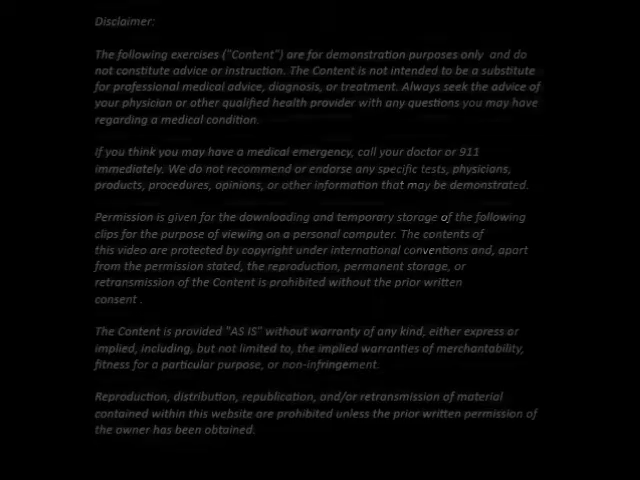 Disclaimer:
The following exercises ("Content") are for demonstration purposes only  and do
not constitute advice or instruction. The Content is not intended to be a substitute
for professional medical advice, diagnosis, or treatment. Always seek the advice of
your physician or other qualified health provider with any questions you may have
regarding a medical condition.
If you think you may have a medical emergency, call your doctor or 911
immediately. We do not recommend or endorse any specific tests, physicians,
products, procedures, opinions, or other information that may be demonstrated.
Permission is given for the downloading and temporary storage of the following
clips for the purpose of viewing on a personal computer. The contents of
this video are protected by copyright under international conventions and, apart
from the permission stated, the reproduction, permanent storage, or
retransmission of the Content is prohibited without the prior written
consent .
The Content is provided "AS IS" without warranty of any kind, either express or
implied, including, but not limited to, the implied warranties of merchantability,
fitness for a particular purpose, or non-infringement.
Reproduction, distribution, republication, and/or retransmission of material
contained within this website are prohibited unless the prior written permission of
the owner has been obtained.